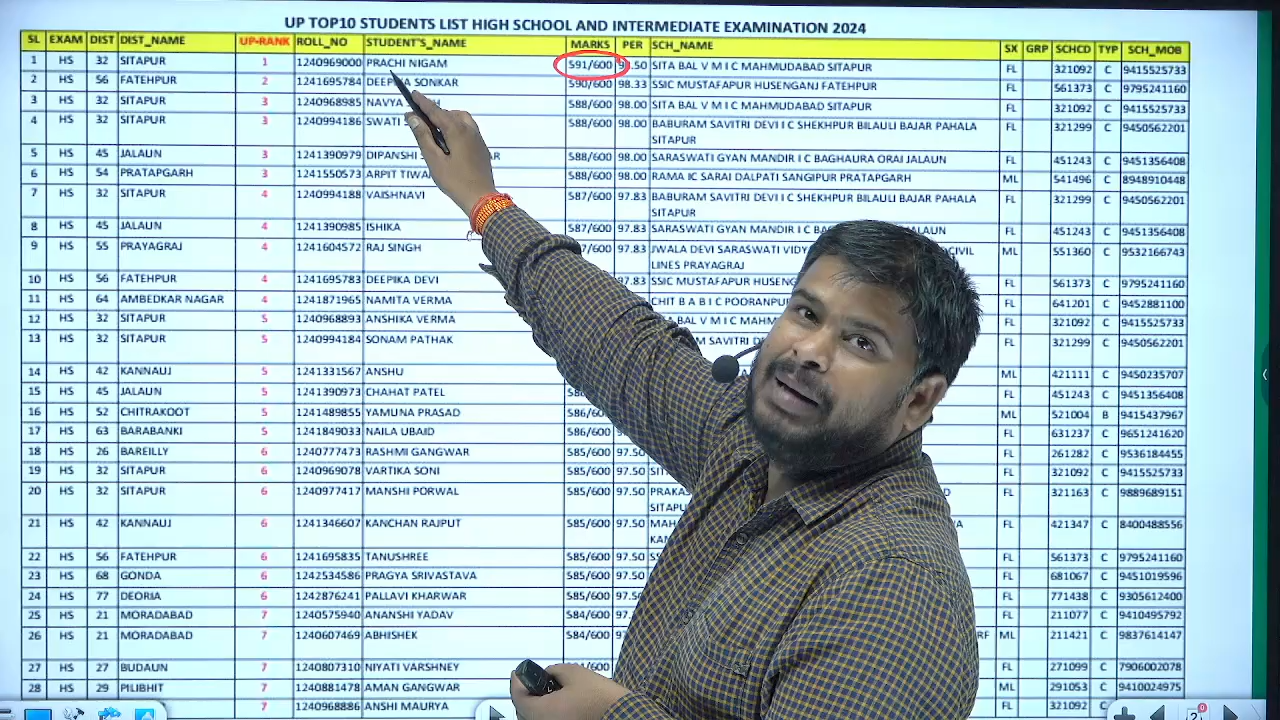 UP TOP10 STUDENTS LIST HIGH SCHOOL AND INTERMEDIATE EXAMINATION 2024
SL EXAM DIST DIST_NAME UP-RANK ROLL_NO STUDENT'S_NAME MARKS PER SCH_NAME SX GRP SCHCD TYP SCH_MOB
1 HS 32 SITAPUR 1 1240969000 PRACHI NIGAM 591/600 .50 SITA BAL V M I C MAHMUDABAD SITAPUR FL 321092 C 9415525733
2 HS 56 FATEHPUR 2 1241695784 DEEPIKA SONKAR 590/600 98.33 SSIC MUSTAFAPUR HUSENGANJ FATEHPUR FL 561373 C 9795241160
3 HS 32 SITAPUR 3 1240968985 NAVYA 588/600 98.00 SITA BAL V M I C MAHMUDABAD SITAPUR FL 321092 C 9415525733
4 HS 32 SITAPUR 3 1240994186 SWATI 588/600 98.00 BABURAM SAVITRI DEVI I C SHEKHPUR BILAULI BAJAR PAHALA FL 321299 C 9450562201
SITAPUR
5 HS 45 JALAUN 3 1241390979 DIPANSHI 588/600 98.00 SARASWATI GYAN MANDIR I C BAGHAURA ORAI JALAUN FL 451243 C 9451356408
6 HS 54 PRATAPGARH 3 1241550573 ARPIT 588/600 98.00 RAMA IC SARAI DALPATI SANGIPUR PRATAPGARH ML 541496 C 8948910448
7 HS 32 SITAPUR 4 1240994188 VAISHNAVI 587/600 97.83 BABURAM SAVITRI DEVI I C SHEKHPUR BILAULI BAJAR PAHALA FL 321299 C 9450562201
SITAPUR
8 HS 45 JALAUN 4 1241390985 ISHIKA 587/600 97.83 SARASWATI GYAN MANDIR I C JALAUN FL 451243 C 9451356408
9 HS 55 PRAYAGRAJ 4 1241604572 RAJ SINGH 7/600 97.83 JWALA DEVI SARASWATI CIVIL ML 551360 C 9532166743
LINES PRAYAGRAJ
10 HS 56 FATEHPUR 4 1241695783 DEEPIKA DEVI 97.83 SSIC MUSTAFAPUR FL 561373 C 9795241160
11 HS 64 AMBEDKAR NAGAR 4 1241871965 NAMITA VERMA CHIT B A B I C POORANPUR FL 641201 C 9452881100
12 HS 32 SITAPUR 5 1240968893 ANSHIKA VERMA BAL V M I C FL 321092 C 9415525733
13 HS 32 SITAPUR 5 1240994184 SONAM PATHAK SAVITRI FL 321299 C 9450562201
14 HS 42 KANNAUJ 5 1241331567 ANSHU ML 421111 C 9450235707
15 HS 45 JALAUN 5 1241390973 CHAHAT PATEL FL 451243 C 9451356408
16 HS 52 CHITRAKOOT 5 1241489855 YAMUNA PRASAD 586/60 ML 521004 B 9415437967
17 HS 63 BARABANKI 5 1241849033 NAILA UBAID 586/600 FL 631237 C 9651241620
18 HS 26 BAREILLY 6 1240777473 RASHMI GANGWAR 585/600 97.50 FL 261282 C 9536184455
19 HS 32 SITAPUR 6 1240969078 VARTIKA SONI 585/600 97.50 FL 321092 C 9415525733
20 HS 32 SITAPUR 6 1240977417 MANSHI PORWAL 585/600 97.50 FL 321163 C 9889689151
21 HS 42 KANNAUJ 6 1241346607 KANCHAN RAJPUT 585/600 97.50 FL 421347 C 8400488556
22 HS 56 FATEHPUR 6 1241695835 TANUSHREE 585/600 97.50 FL 561373 C 9795241160
23 HS 68 GONDA 6 1242534586 PRAGYA SRIVASTAVA 585/600 97.50 FL 681067 C 9451019596
24 HS 77 DEORIA 6 1242876241 PALLAVI KHARWAR 585/600 97.50 FL 771438 C 9305612400
25 HS 21 MORADABAD 7 1240575940 ANANSHI YADAV 584/600 FL 211077 C 9410495792
26 HS 21 MORADABAD 7 1240607469 ABHISHEK 584/600 ML 211421 C 9837614147
27 HS 27 BUDAUN 7 1240807310 NIYATI VARSHNEY FL 271099 C 7906002078
28 HS 29 PILIBHIT 7 1240881478 AMAN GANGWAR ML 291053 C 9410024975
7 1240968886 ANSHI MAURYA FL 321092 C